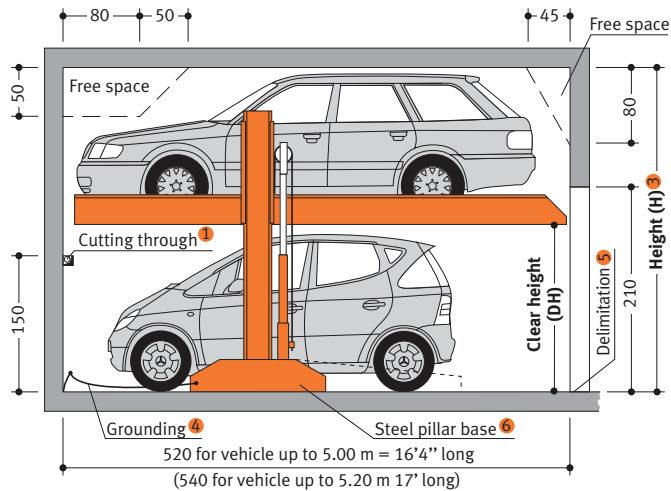 80
50
45
Free space
Free space
50
80
Cutting through 1
Height (H) 3
Clear height
(DH)
Delimitation 5
210
150
Grounding 4
Steel pillar base 6
520 for vehicle up to 5.00 m = 16’4’’ long
(540 for vehicle up to 5.20 m 17’ long)